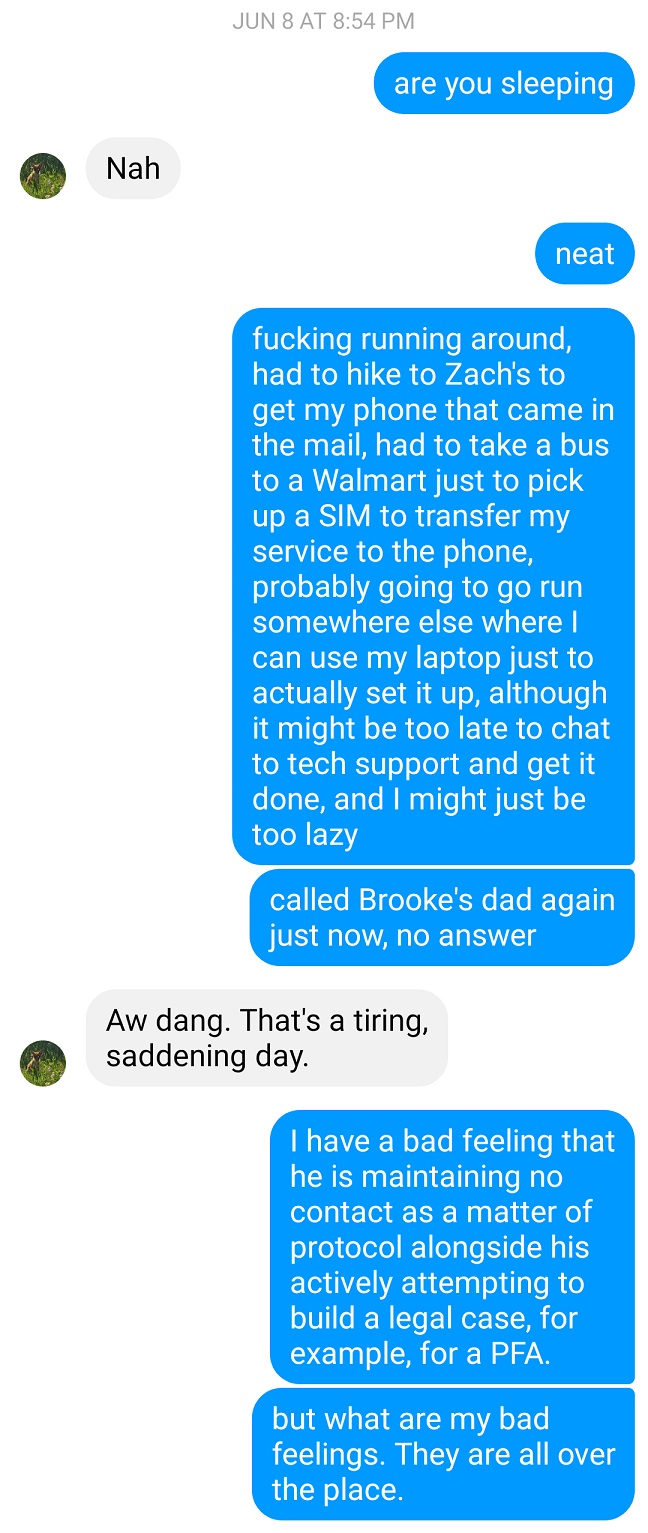 JUN 8 AT 8:54 PM
are you sleeping
Nah
neat
fucking running around,
had to hike to Zach's to
get my phone that came in
the mail, had to take a bus
to a Walmart just to pick
up a SIM to transfer my
service to the phone,
probably going to go run
somewhere else where I
can use my laptop just to
actually set it up, although
it might be too late to chat
to tech support and get it
done, and I might just be
too lazy
called Brooke's dad again
just now, no answer
Aw dang. That's a tiring,
saddening day.
I have a bad feeling that
he is maintaining no
contact as a matter of
protocol alongside his
actively attempting to
build a legal case, for
example, for a PFA.
but what are my bad
feelings. They are all over
the place.